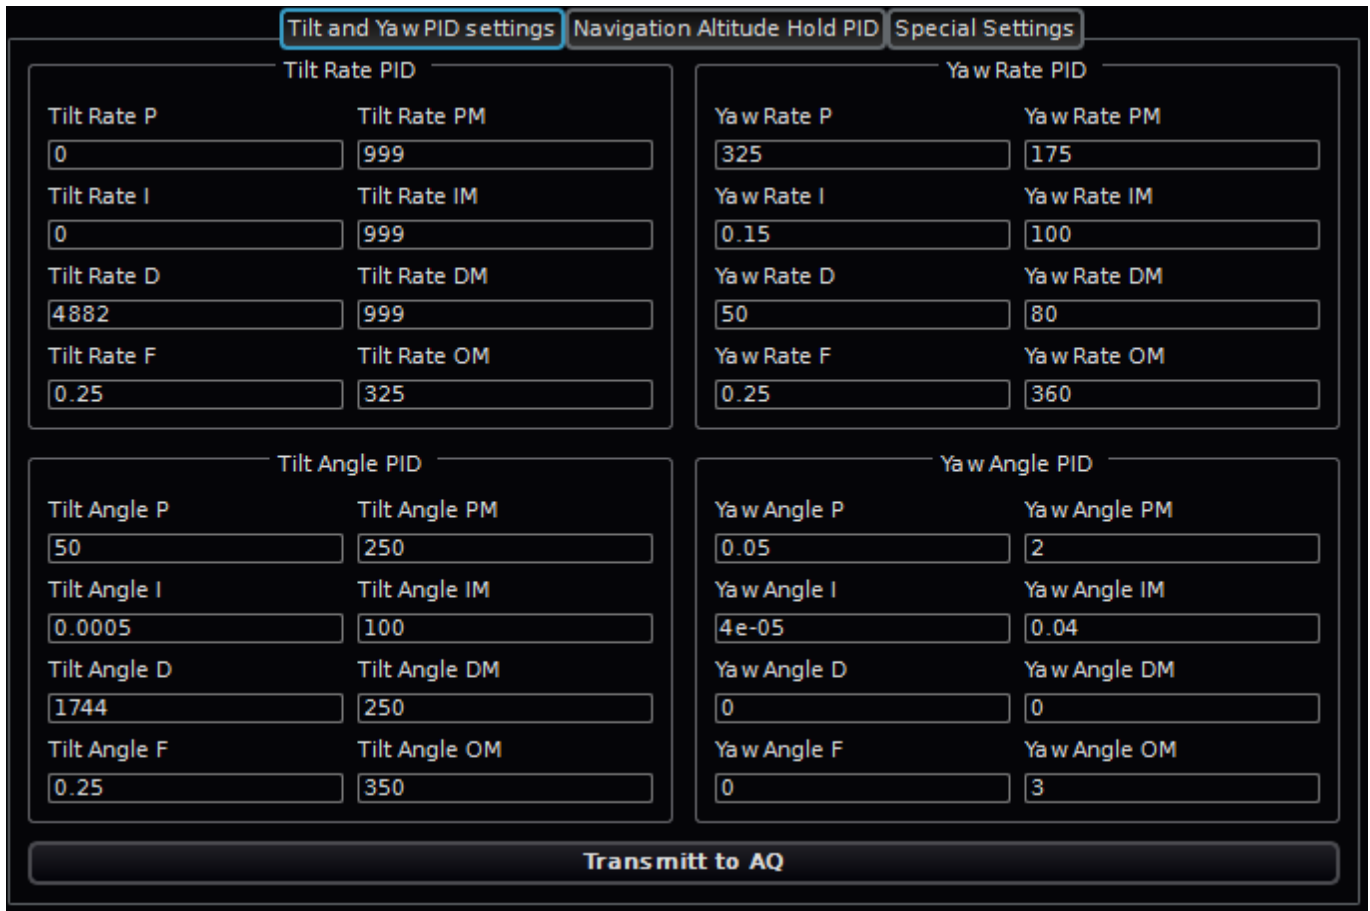 Tilt and Yaw PID settings Navigation Altitude Hold PID Special Settings
Tilt Rate PID
Tilt Rate P Tilt Rate PM
0 999
Tilt Rate I Tilt Rate IM
0 999
Tilt Rate D Tilt Rate DM
4882 999
Tilt Rate F Tilt Rate OM
0.25 325
Yaw Rate PID
Yaw Rate P Yaw Rate PM
325 175
Yaw Rate I Yaw Rate IM
0.15 100
Yaw Rate D Yaw Rate DM
50 80
Yaw Rate F Yaw Rate OM
0.25 360
Tilt Angle PID
Tilt Angle P Tilt Angle PM
50 250
Tilt Angle I Tilt Angle IM
0.0005 100
Tilt Angle D Tilt Angle DM
1744 250
Tilt Angle F Tilt Angle OM
0.25 350
Yaw Angle PID
Yaw Angle P Yaw Angle PM
0.05 2
Yaw Angle I Yaw Angle IM
4e-05 0.04
Yaw Angle D Yaw Angle DM
0 0
Yaw Angle F Yaw Angle OM
0 3
Transmitt to AQ